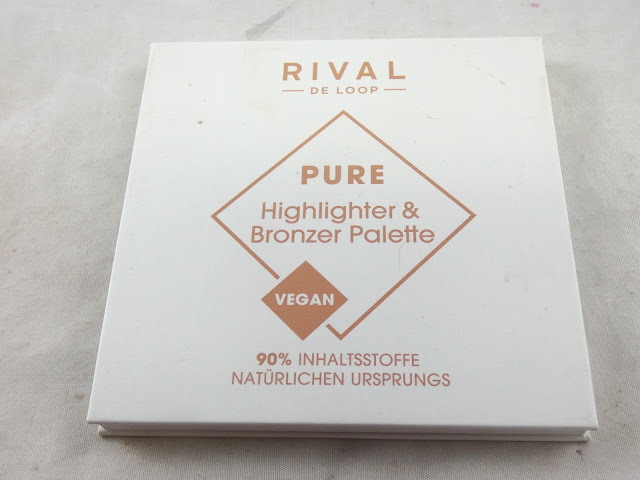 RIVAL
DE LOOP
PURE
Highlighter &
Bronzer Palette
VEGAN
90% INHALTSSTOFFE
NATÜRLICHEN URSPRUNGS